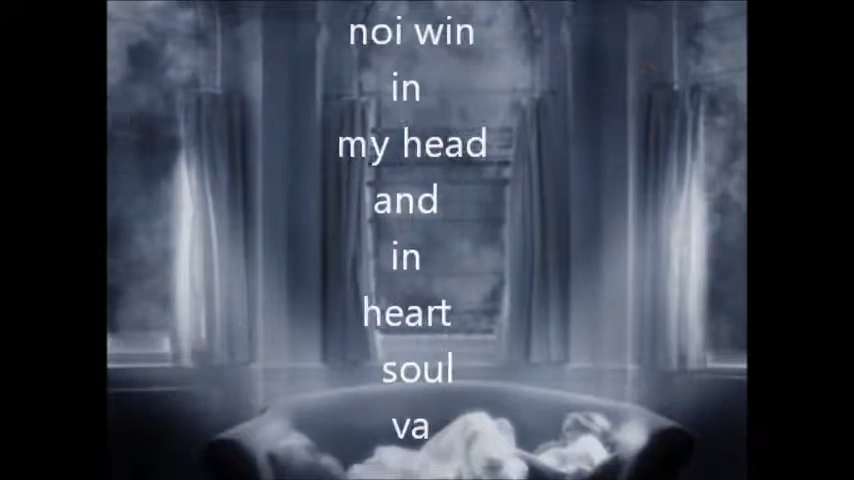 noi win
in
my head
and
in
heart
soul
va